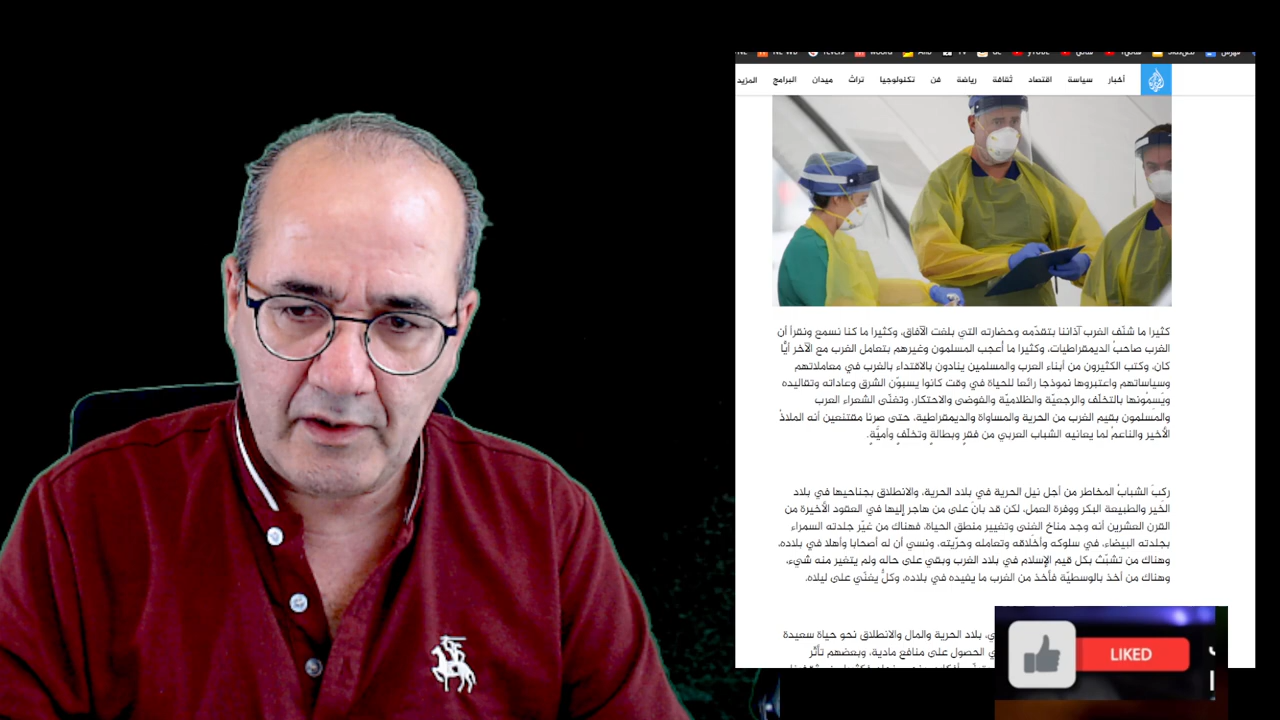 أخبار سياسة اقتصاد ثقافة رياضة فن تكنولوجيا تراث ميدان البرامج المزيد
كثيرا ما شنّف الغرب آذاننا بتقدّمه وحضارته التي بلغت الآفاق، وكثيرا ما كنا نسمع ونقرأ أن
الغرب صاحبُ الديمقراطيات، وكثيرا ما أُعجب المسلمون وغيرهم بتعامل الغرب مع الآخر أيًّا
كان، وكتب الكثيرون من أبناء العرب والمسلمين ينادون بالاقتداء بالغرب في معاملاتهم
وسياساتهم واعتبروها نموذجا رائعا للحياة في وقت كانوا يسبوّن الشرق وعاداته وتقاليده
ويَسِمُونها بالتخلّف والرجعيّة والظلاميّة والفوضى والاحتكار، وتغنّى الشعراء العرب
والمسلمون بقيم الغرب من الحرية والمساواة والديمقراطية، حتى صرنا مقتنعين أنه الملاذُ
الأخير والناعمُ لما يعانيه الشباب العربي من فقرٍ وبطالة وتخلّف وأميَّة.
ركبَ الشبابُ المخاطر من أجل نيل الحرية في بلاد الحرية، والانطلاق بجناحيها في بلاد
الخَير والطبيعة البكر ووفرة العمل، لكن قد بانَ على من هاجر إليها في العقود الأخيرة من
القرن العشرين أنه وجد مناخ الغنى وتغيير منطق الحياة، فهناك من غيّر جلدته السمراء
بجلدته البيضاء، في سلوكه وأخلاقه وتعامله وحرّيته، ونسي أن له أصحابا وأهلا في بلاده،
وهناك من تشبّث بكل قيم الإسلام في بلاد الغرب وبقي على حاله ولم يتغير منه شيء،
وهناك من أخذ بالوسطيّة فأخذ من الغرب ما يفيده في بلاده، وكلٌّ يغنّي على ليلاه.
بلاد الحرية والمال والانطلاق نحو حياة سعيدة
الحصول على منافع مادية، وبعضهم تأثّر
LIKED